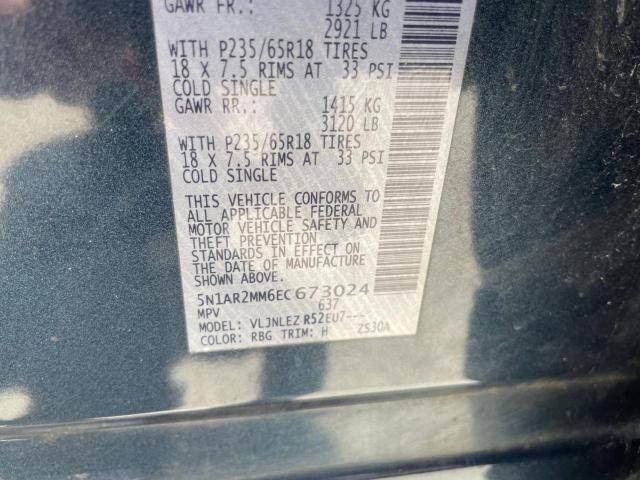 GAWR FR.: 1325 KG
2921 LB
WITH P235/65R18 TIRES
18 X 7.5 RIMS AT 33 PSI
COLD SINGLE
GAWR RR.: 1415 KG
3120 LB
WITH P235/65R18 TIRES
18 X 7.5 RIMS AT 33 PSI
COLD SINGLE
THIS VEHICLE CONFORMS TO
ALL APPLICABLE FEDERAL
MOTOR VEHICLE SAFETY AND
THEFT PREVENTION
STANDARDS IN EFFECT ON
THE DATE OF MANUFACTURE
SHOWN ABOVE.
5N1AR2MM6EC673024
MPV 637
MODEL: VLJNLEZ R52EU7---
COLOR: RBG TRIM: H ZS30A